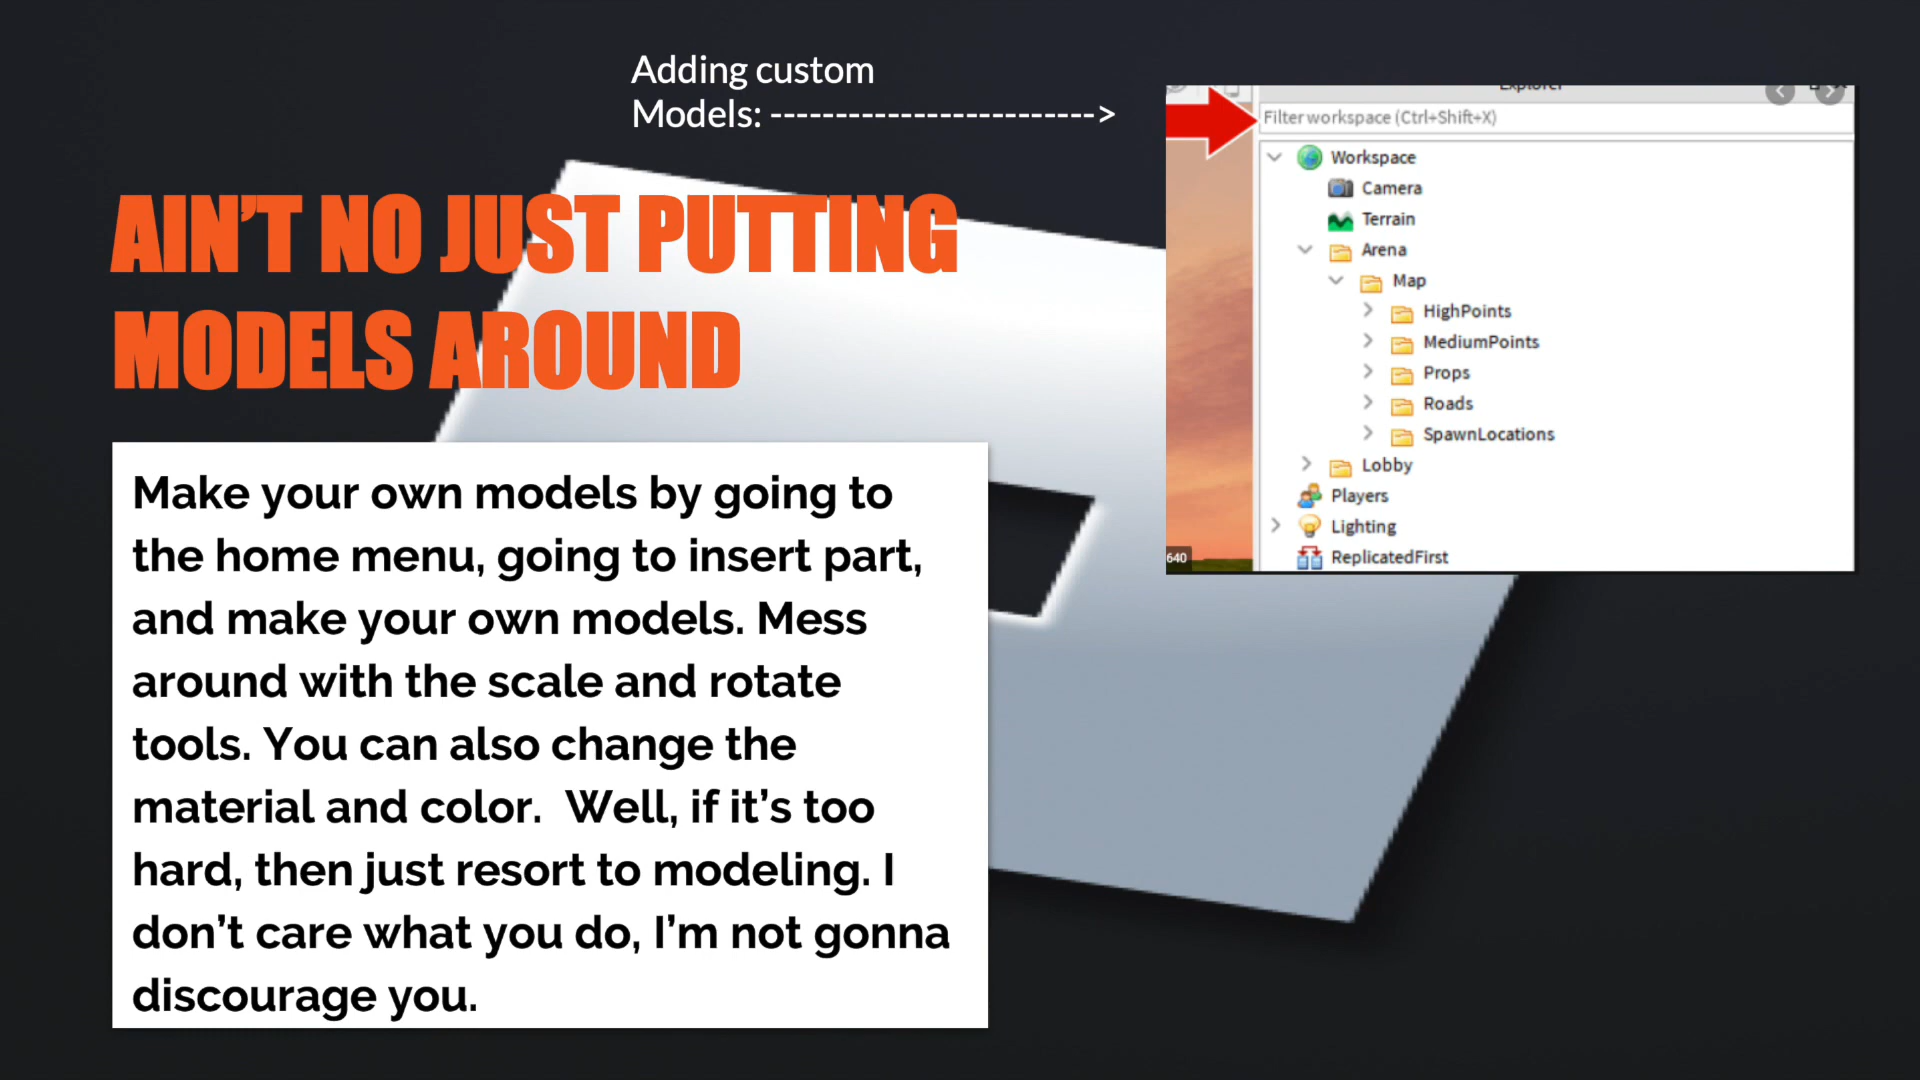 Adding custom
Models: ------------------------->
AIN'T NO JUST PUTTING
MODELS AROUND
Make your own models by going to
the home menu, going to insert part,
and make your own models. Mess
around with the scale and rotate
tools. You can also change the
material and color.  Well, if it's too
hard, then just resort to modeling. I
don't care what you do, I'm not gonna
discourage you.
Explorer
Filter workspace (Ctrl+Shift+X)
Workspace
Camera
Terrain
Arena
Map
HighPoints
MediumPoints
Props
Roads
SpawnLocations
Lobby
Players
Lighting
ReplicatedFirst
640